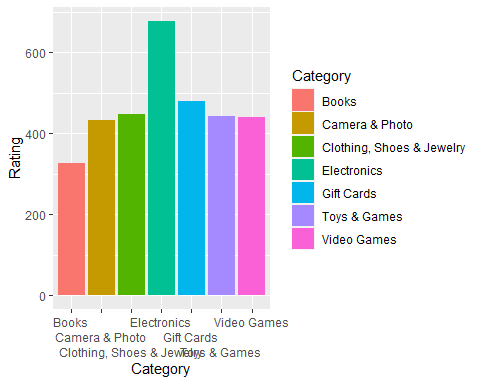 Category
Books
Camera & Photo
Clothing, Shoes & Jewelry
Electronics
Gift Cards
Toys & Games
Video Games
Rating
600
400
200
0
Books Electronics Video Games
Camera & Photo Gift Cards
Clothing, Shoes & Jewelry Toys & Games
Category